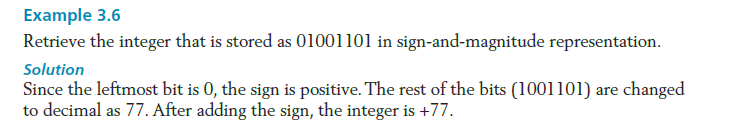 Example 3.6
Retrieve the integer that is stored as 01001101 in sign-and-magnitude representation.
Solution
Since the leftmost bit is 0, the sign is positive. The rest of the bits (1001101) are changed
to decimal as 77. After adding the sign, the integer is +77.